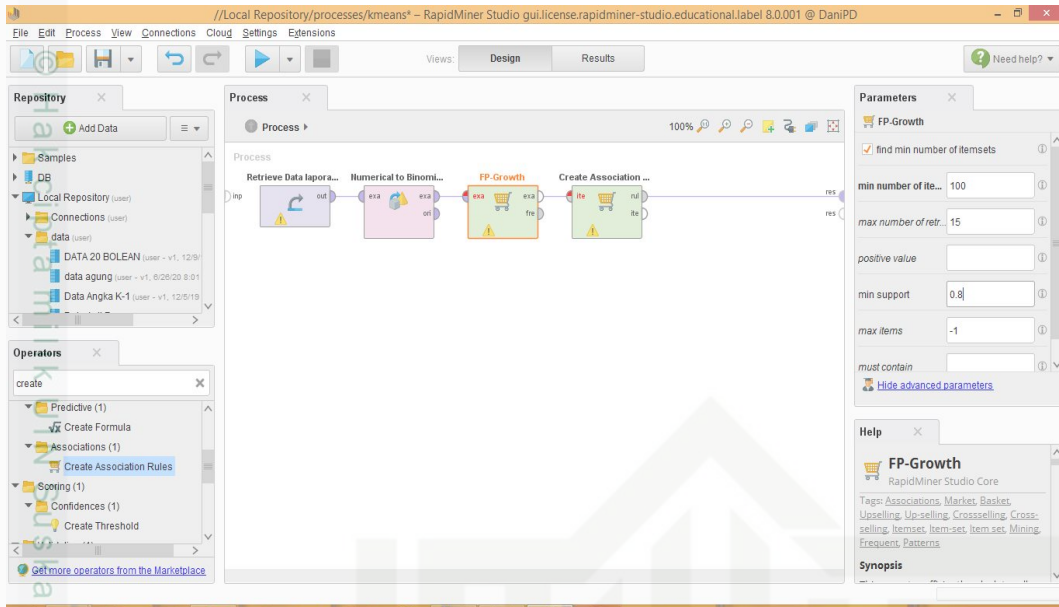 //Local Repository/processes/kmeans* – RapidMiner Studio gui.license.rapidminer-studio.educational.label 8.0.001 @ DaniPD
File Edit Process View Connections Cloud Settings Extensions
Views: Design Results Need help?
Repository
Add Data
Samples
DB
Local Repository (user)
Connections (user)
data (user)
DATA 20 BOLEAN (user - v1, 12/9/
data agung (user - v1, 6/26/20 8:01
Data Angka K-1 (user - v1, 12/5/19
Operators
create
Predictive (1)
Create Formula
Associations (1)
Create Association Rules
Scoring (1)
Confidences (1)
Create Threshold
Get more operators from the Marketplace
Process
Process
100%
Process
Retrieve Data lapora... Numerical to Binomi... FP-Growth Create Association ...
inp out exa exa exa exa ite rul res
ori fre ite res
Parameters
FP-Growth
find min number of itemsets
min number of ite... 100
max number of retr... 15
positive value
min support 0.8
max items -1
must contain
Hide advanced parameters
Help
FP-Growth
RapidMiner Studio Core
Tags: Associations, Market, Basket,
Upselling, Up-selling, Crossselling, Cross-
selling, Itemset, Item-set, Item set, Mining,
Frequent, Patterns
Synopsis
© Hak cipta milik UIN Suska